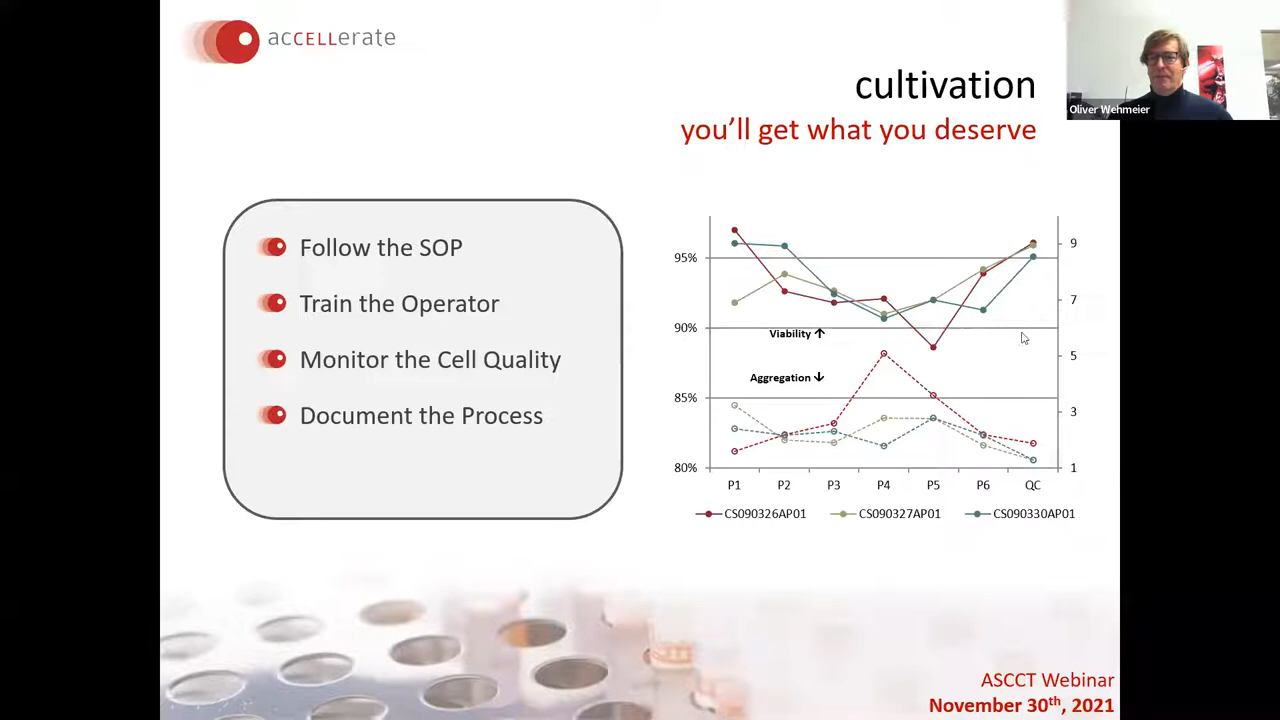 accellerate
cultivation
you'll get what you deserve
Oliver Wehmeier
Follow the SOP
Train the Operator
Monitor the Cell Quality
Document the Process
95%
90%
85%
80%
Viability ↑
Aggregation ↓
9
7
5
3
1
P1 P2 P3 P4 P5 P6 QC
CS090326AP01 CS090327AP01 CS090330AP01
ASCCT Webinar
November 30th, 2021